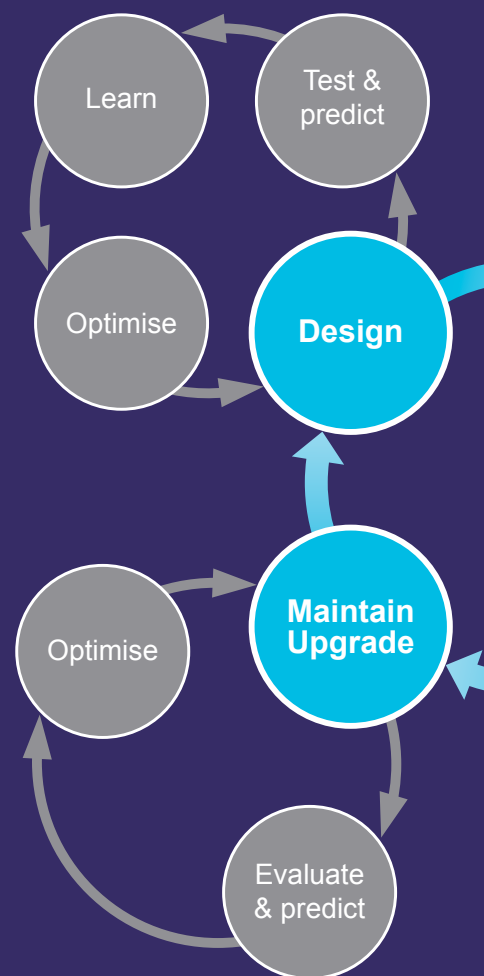 Learn
Test &
predict
Optimise
Design
Optimise
Maintain
Upgrade
Evaluate
& predict